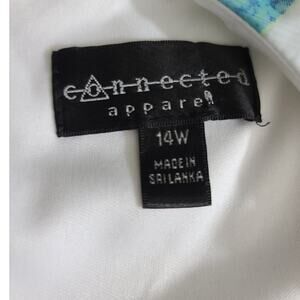 connected
apparel
14W
MADE IN
SRI LANKA